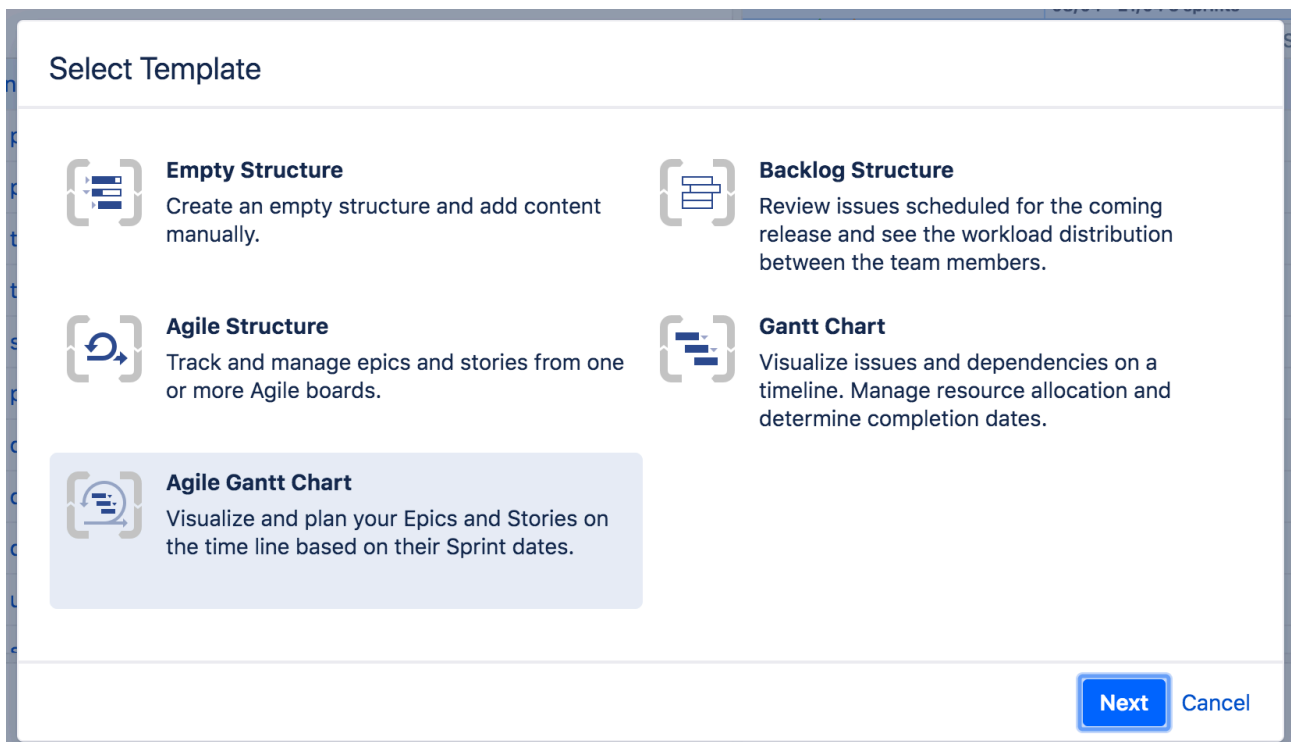 Select Template
Empty Structure
Create an empty structure and add content
manually.
Backlog Structure
Review issues scheduled for the coming
release and see the workload distribution
between the team members.
Agile Structure
Track and manage epics and stories from one
or more Agile boards.
Gantt Chart
Visualize issues and dependencies on a
timeline. Manage resource allocation and
determine completion dates.
Agile Gantt Chart
Visualize and plan your Epics and Stories on
the time line based on their Sprint dates.
Next
Cancel